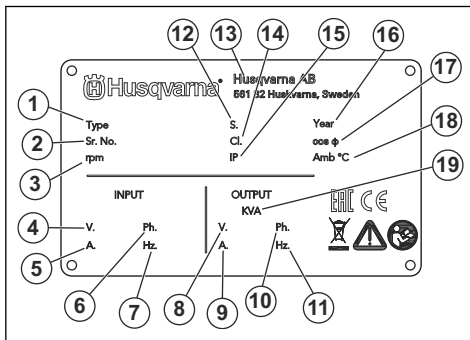 12 13 14 15 16
Husqvarna Husqvarna AB
561 82 Huskvarna, Sweden
17
1 Type S. Year
2 Sr. No. Cl. cos ϕ
18
3 rpm IP Amb °C
19
INPUT OUTPUT
KVA
EAC CE
4 V. Ph. V. Ph.
5 A. Hz. A. Hz.
6 7 8 9 10 11